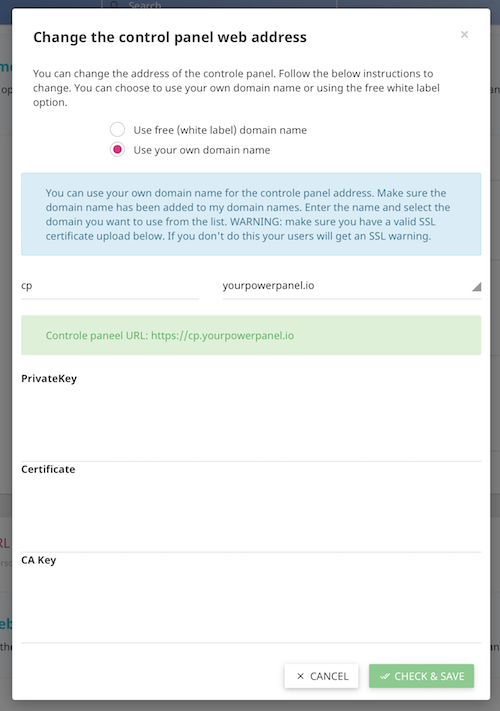 Search
Change the control panel web address
×
You can change the address of the controle panel. Follow the below instructions to
change. You can choose to use your own domain name or using the free white label
option.
Use free (white label) domain name
Use your own domain name
You can use your own domain name for the controle panel address. Make sure the
domain name has been added to my domain names. Enter the name and select the
domain you want to use from the list. WARNING: make sure you have a valid SSL
certificate upload below. If you don't do this your users will get an SSL warning.
cp yourpowerpanel.io
Controle paneel URL: https://cp.yourpowerpanel.io
PrivateKey
Certificate
CA Key
CANCEL CHECK & SAVE